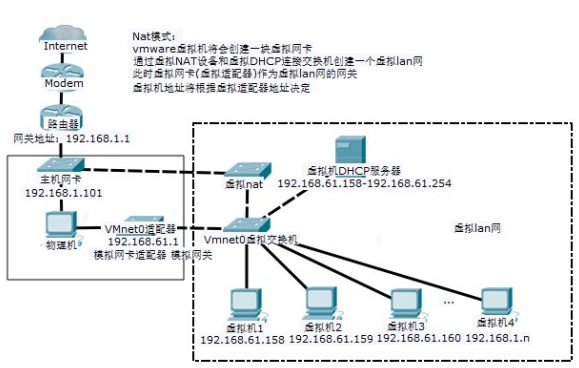 Internet
Nat模式:
vmware虚拟机将会创建一块虚拟网卡
通过虚拟NAT设备和虚拟DHCP连接交换机创建一个虚拟lan网
此时虚拟网卡(虚拟适配器)作为虚拟lan网的网关
虚拟机地址将根据虚拟适配器地址决定
Modem
路由器
网关地址: 192.168.1.1
主机网卡
192.168.1.101
虚拟nat
虚拟机DHCP服务器
192.168.61.158-192.168.61.254
物理机
VMnet0适配器
192.168.61.1
模拟网卡适配器 模拟网关
Vmnet0虚拟交换机
虚拟lan网
...
虚拟机1
192.168.61.158
虚拟机2
192.168.61.159
虚拟机3
192.168.61.160
虚拟机4
192.168.1.n